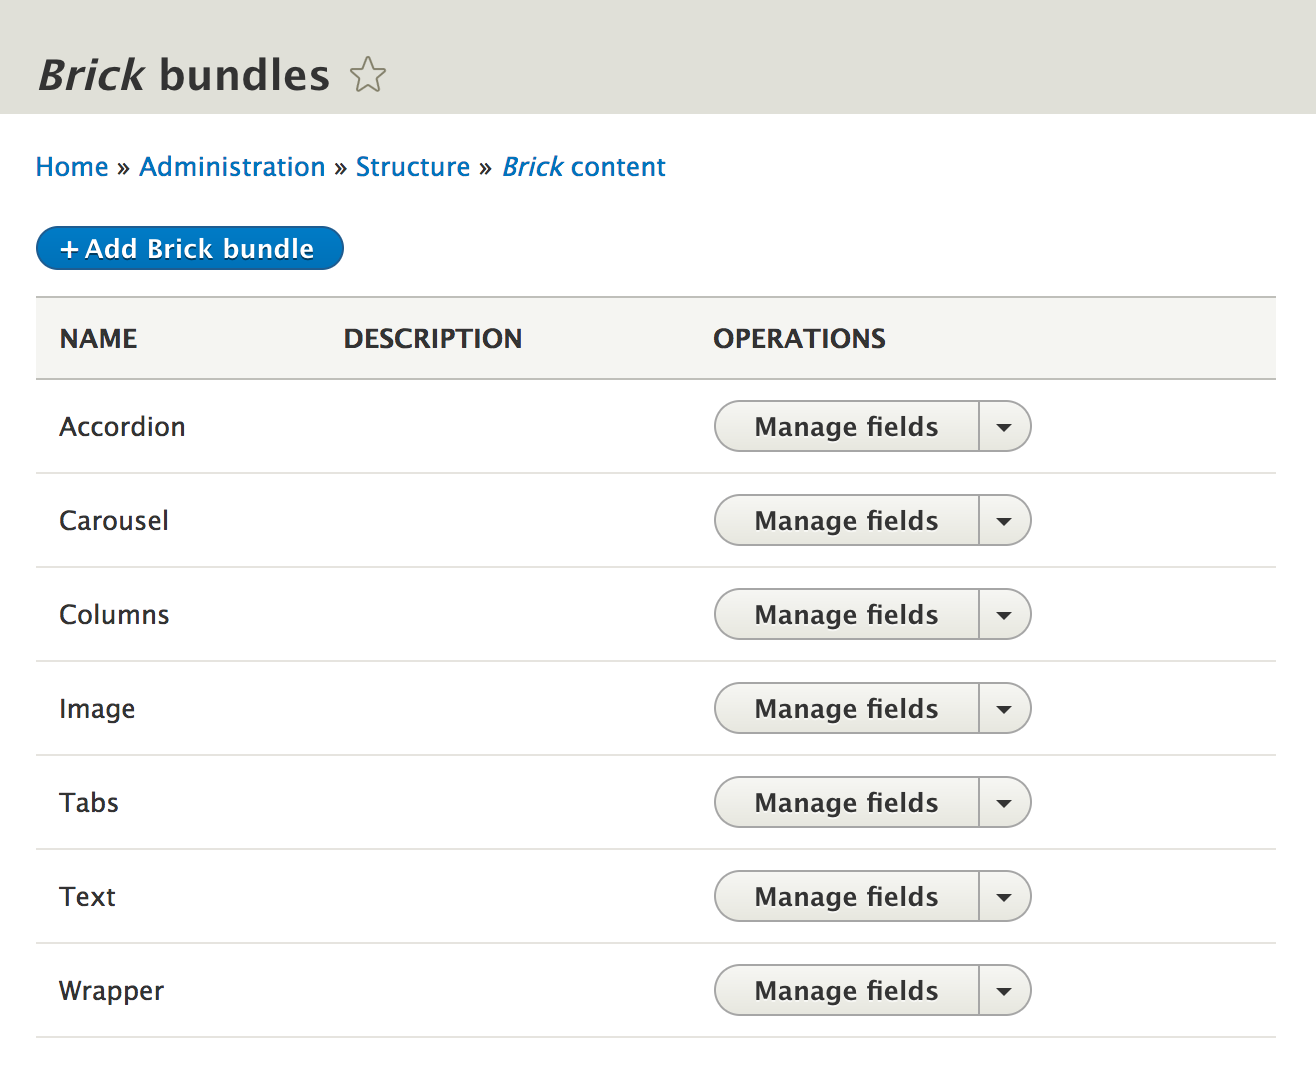 Brick bundles
Home » Administration » Structure » Brick content
+ Add Brick bundle
NAME DESCRIPTION OPERATIONS
Accordion Manage fields
Carousel Manage fields
Columns Manage fields
Image Manage fields
Tabs Manage fields
Text Manage fields
Wrapper Manage fields